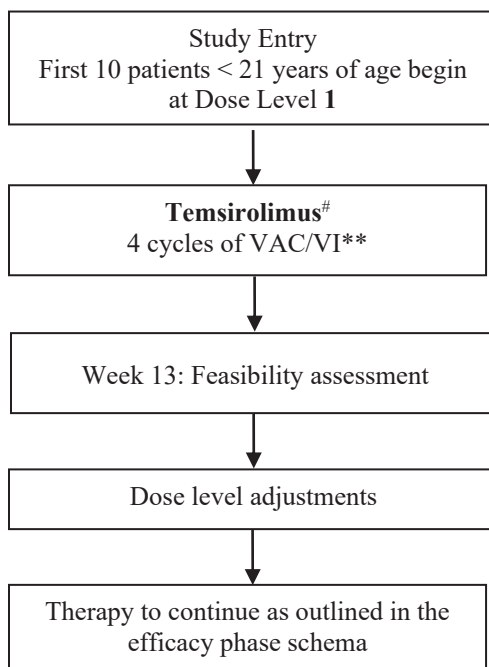 Study Entry
First 10 patients < 21 years of age begin
at Dose Level 1
Temsirolimus#
4 cycles of VAC/VI**
Week 13: Feasibility assessment
Dose level adjustments
Therapy to continue as outlined in the
efficacy phase schema